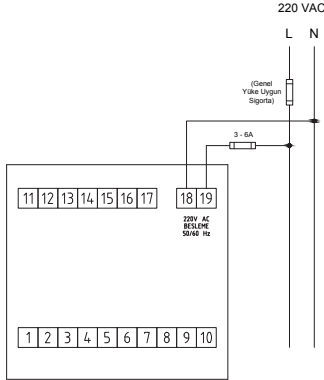 220 VAC
L N
(Genel
Yüke Uygun
Sigorta)
3 - 6A
11 12 13 14 15 16 17 18 19
220V AC
BESLEME
50/60 Hz
1 2 3 4 5 6 7 8 9 10